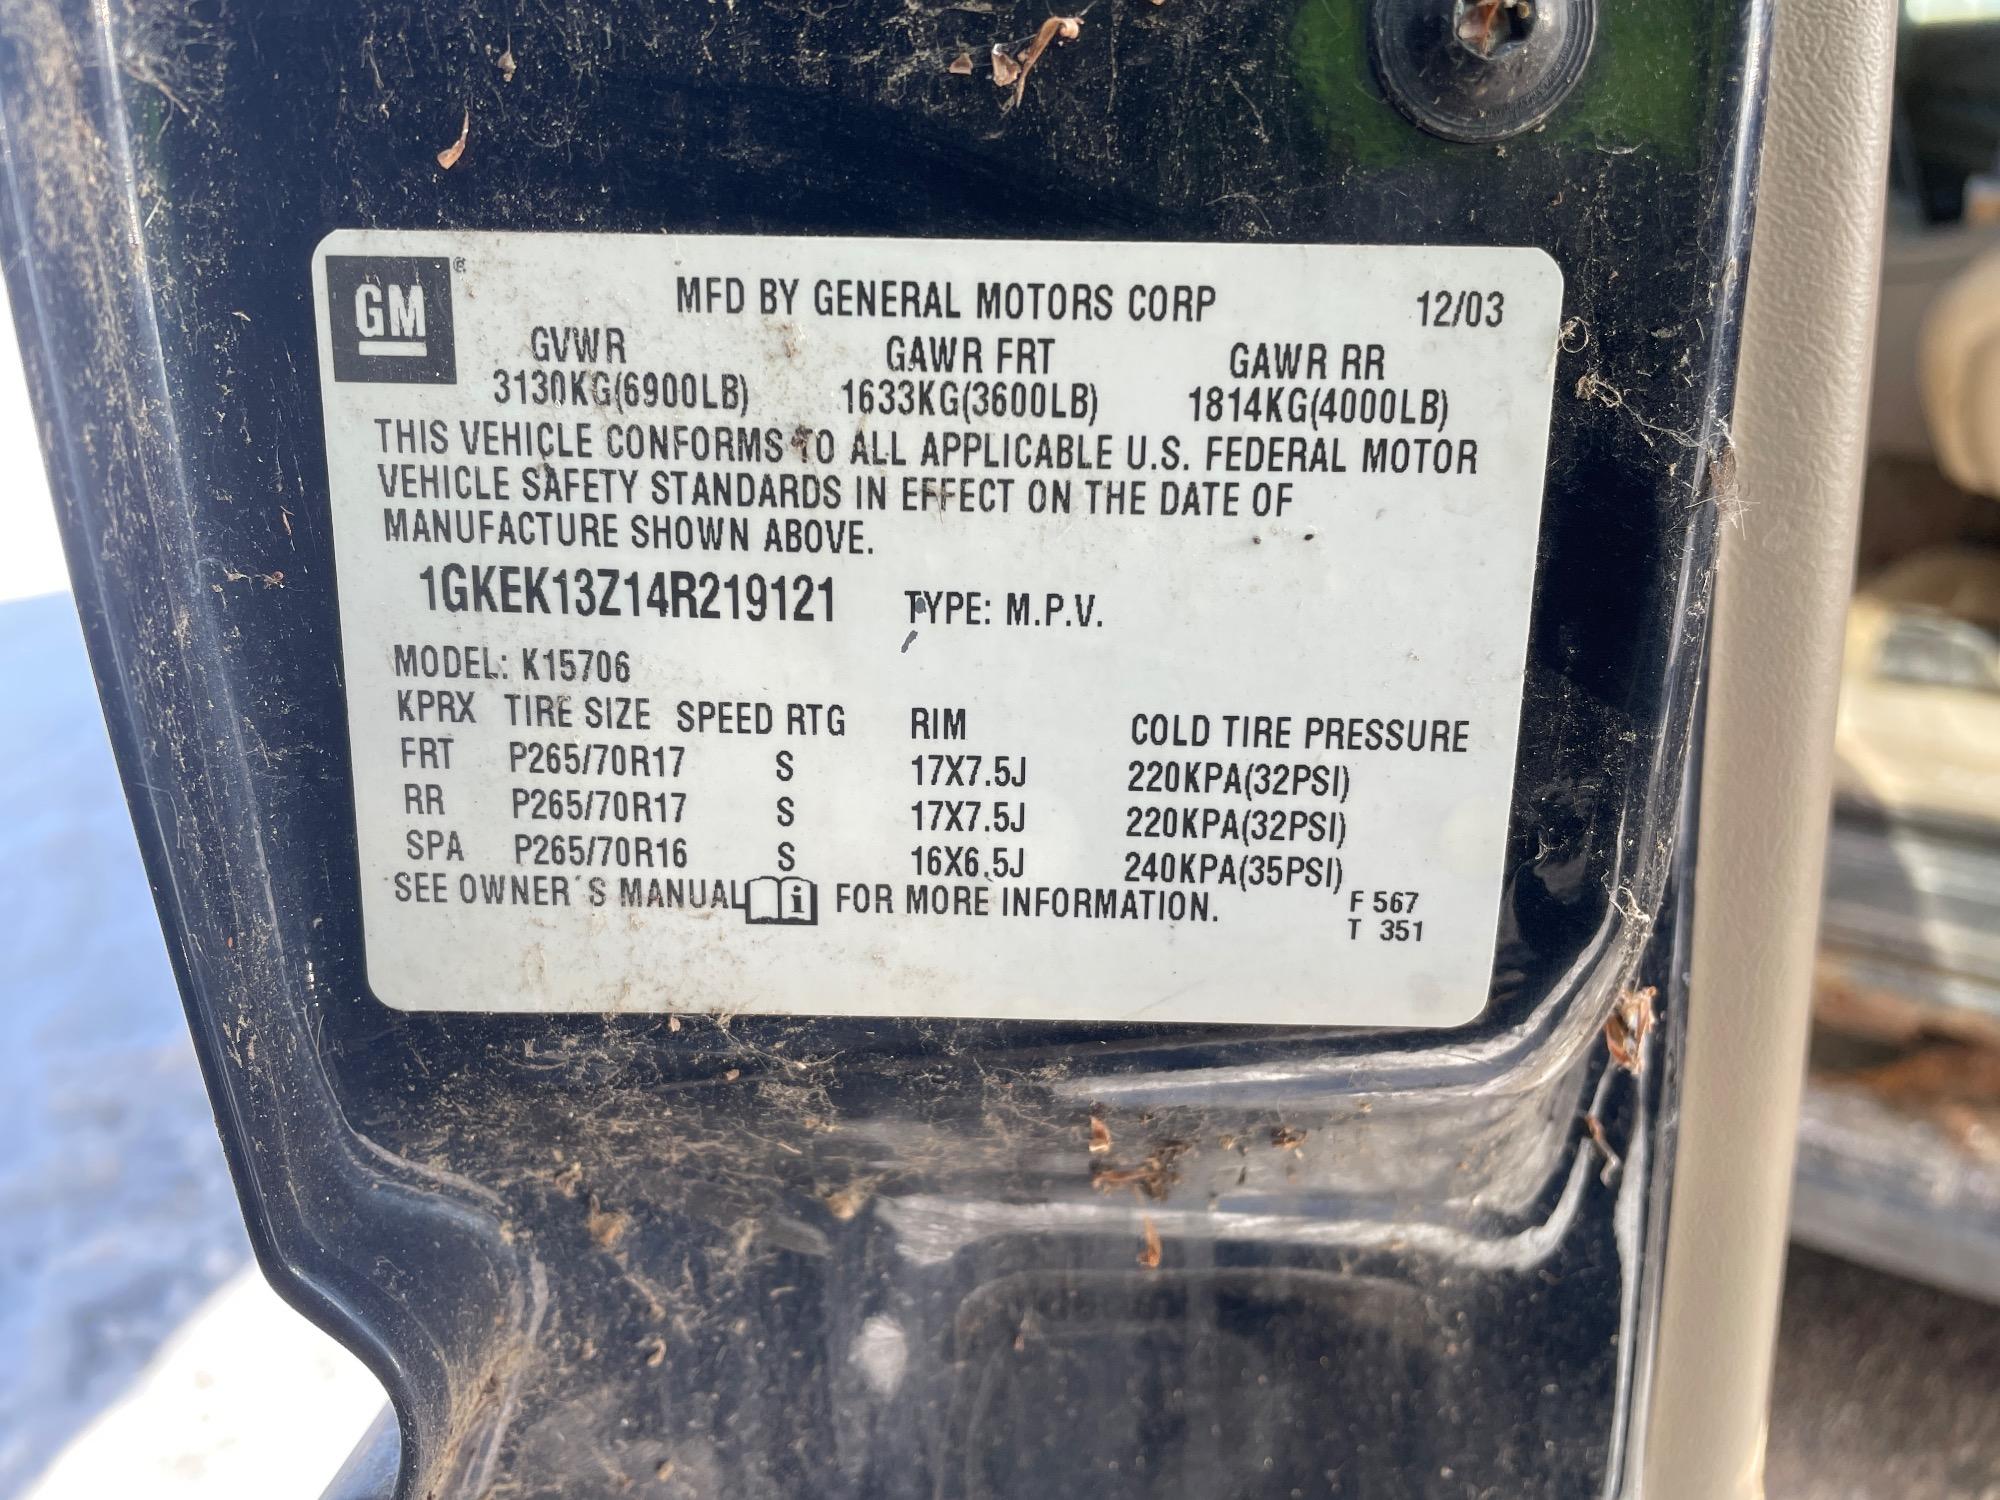 GM ®
MFD BY GENERAL MOTORS CORP 12/03
GVWR GAWR FRT GAWR RR
3130KG(6900LB) 1633KG(3600LB) 1814KG(4000LB)
THIS VEHICLE CONFORMS TO ALL APPLICABLE U.S. FEDERAL MOTOR
VEHICLE SAFETY STANDARDS IN EFFECT ON THE DATE OF
MANUFACTURE SHOWN ABOVE.
1GKEK13Z14R219121 TYPE: M.P.V.
MODEL: K15706
KPRX TIRE SIZE SPEED RTG RIM COLD TIRE PRESSURE
FRT P265/70R17 S 17X7.5J 220KPA(32PSI)
RR P265/70R17 S 17X7.5J 220KPA(32PSI)
SPA P265/70R16 S 16X6.5J 240KPA(35PSI)
SEE OWNER'S MANUAL i FOR MORE INFORMATION. F 567
T 351